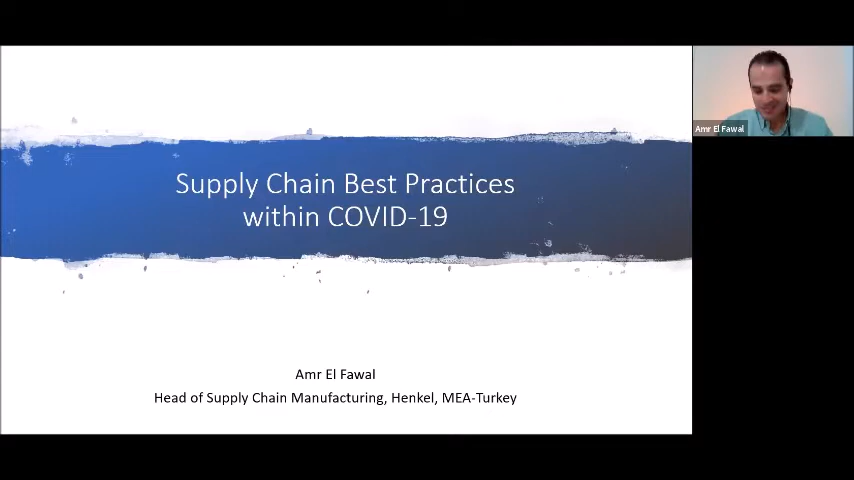 Supply Chain Best Practices
within COVID-19
Amr El Fawal
Head of Supply Chain Manufacturing, Henkel, MEA-Turkey
Amr El Fawal